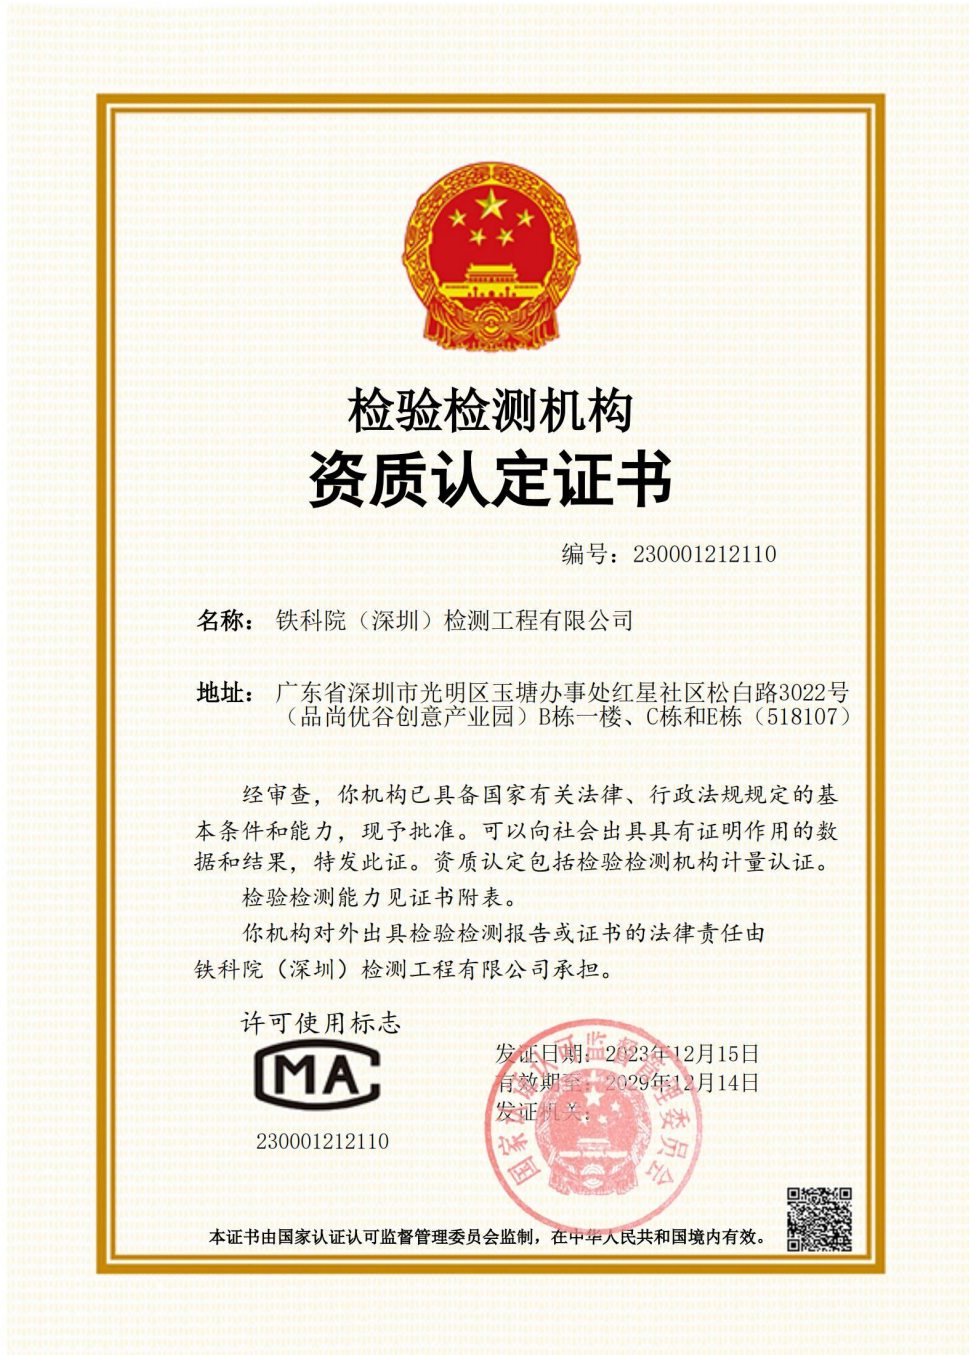 检验检测机构
资质认定证书
编号：230001212110
名称： 铁科院（深圳）检测工程有限公司
地址： 广东省深圳市光明区玉塘办事处红星社区松白路3022号
（品尚优谷创意产业园）B栋一楼、C栋和E栋（518107）
经审查，你机构已具备国家有关法律、行政法规规定的基
本条件和能力，现予批准。可以向社会出具具有证明作用的数
据和结果，特发此证。资质认定包括检验检测机构计量认证。
检验检测能力见证书附表。
你机构对外出具检验检测报告或证书的法律责任由
铁科院（深圳）检测工程有限公司承担。
许可使用标志
MA
230001212110
发证日期：2023年12月15日
有效期至：2029年12月14日
发证机关：
国家认证认可监督管理委员会
本证书由国家认证认可监督管理委员会监制，在中华人民共和国境内有效。